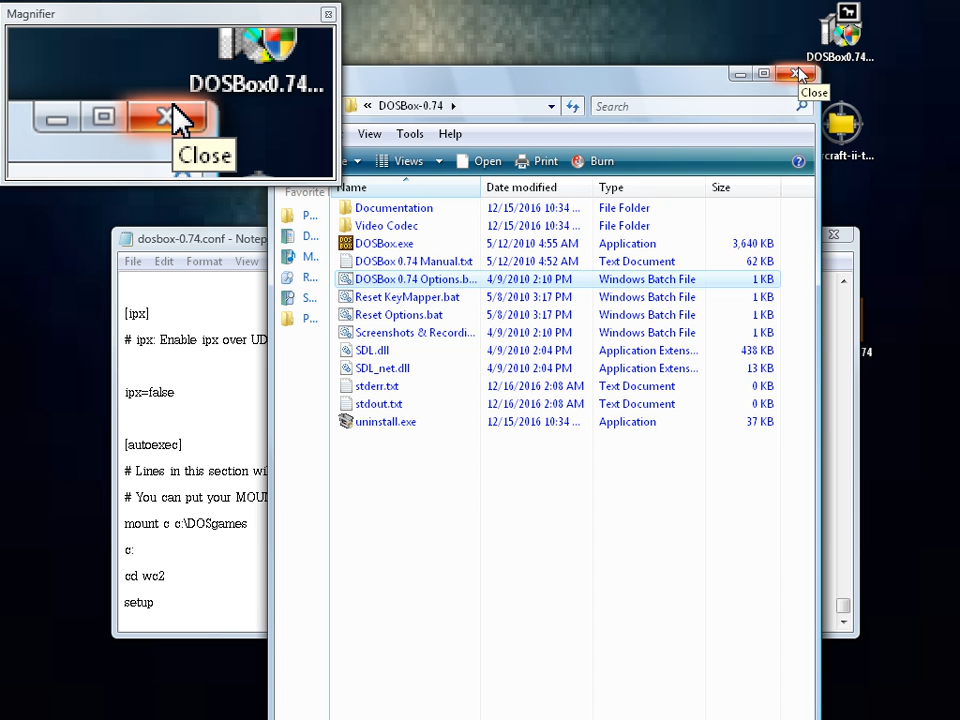 Magnifier
DOSBox0.74...
Close
DOSBox0.74...
Close
rcraft-ii-t...
« DOSBox-0.74
Search
View Tools Help
Views Open Print Burn
Favorite
Name Date modified Type Size
Documentation 12/15/2016 10:34 ... File Folder
Video Codec 12/15/2016 10:34 ... File Folder
DOSBox.exe 5/12/2010 4:55 AM Application 3,640 KB
DOSBox 0.74 Manual.txt 5/12/2010 4:52 AM Text Document 62 KB
DOSBox 0.74 Options.b... 4/9/2010 2:10 PM Windows Batch File 1 KB
Reset KeyMapper.bat 5/8/2010 3:17 PM Windows Batch File 1 KB
Reset Options.bat 5/8/2010 3:17 PM Windows Batch File 1 KB
Screenshots & Recordi... 4/9/2010 2:10 PM Windows Batch File 1 KB
SDL.dll 4/9/2010 2:04 PM Application Extens... 438 KB
SDL_net.dll 4/9/2010 2:04 PM Application Extens... 13 KB
stderr.txt 12/16/2016 2:08 AM Text Document 0 KB
stdout.txt 12/16/2016 2:08 AM Text Document 0 KB
uninstall.exe 12/15/2016 10:34 ... Application 37 KB
P...
D...
M...
R...
S...
P...
74
dosbox-0.74.conf - Notep
File Edit Format View
[ipx]
# ipx: Enable ipx over UD
ipx=false
[autoexec]
# Lines in this section wi
# You can put your MOU
mount c c:\DOSgames
c:
cd wc2
setup